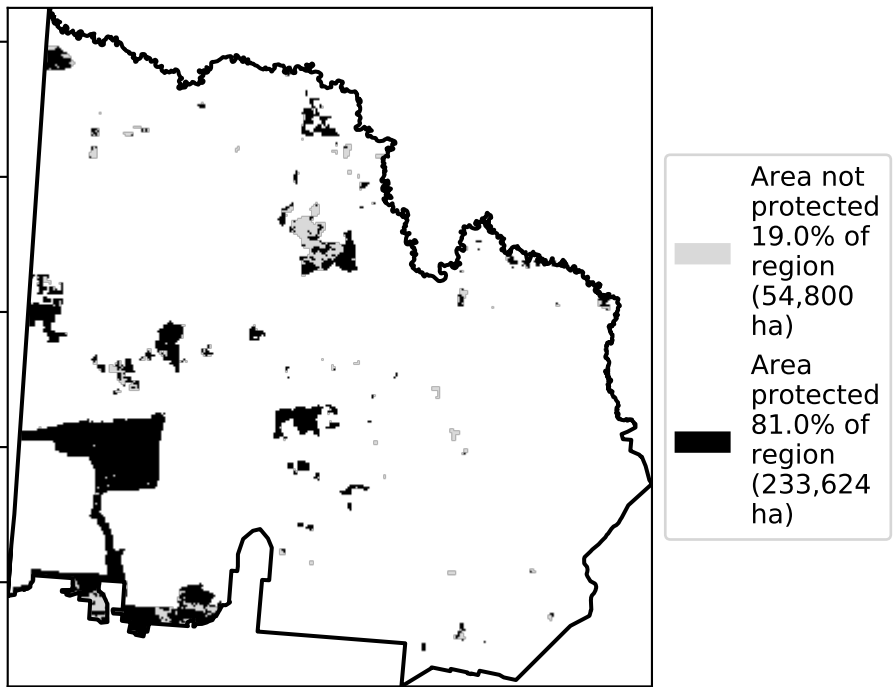 Area not
protected
19.0% of
region
(54,800
ha)
Area
protected
81.0% of
region
(233,624
ha)